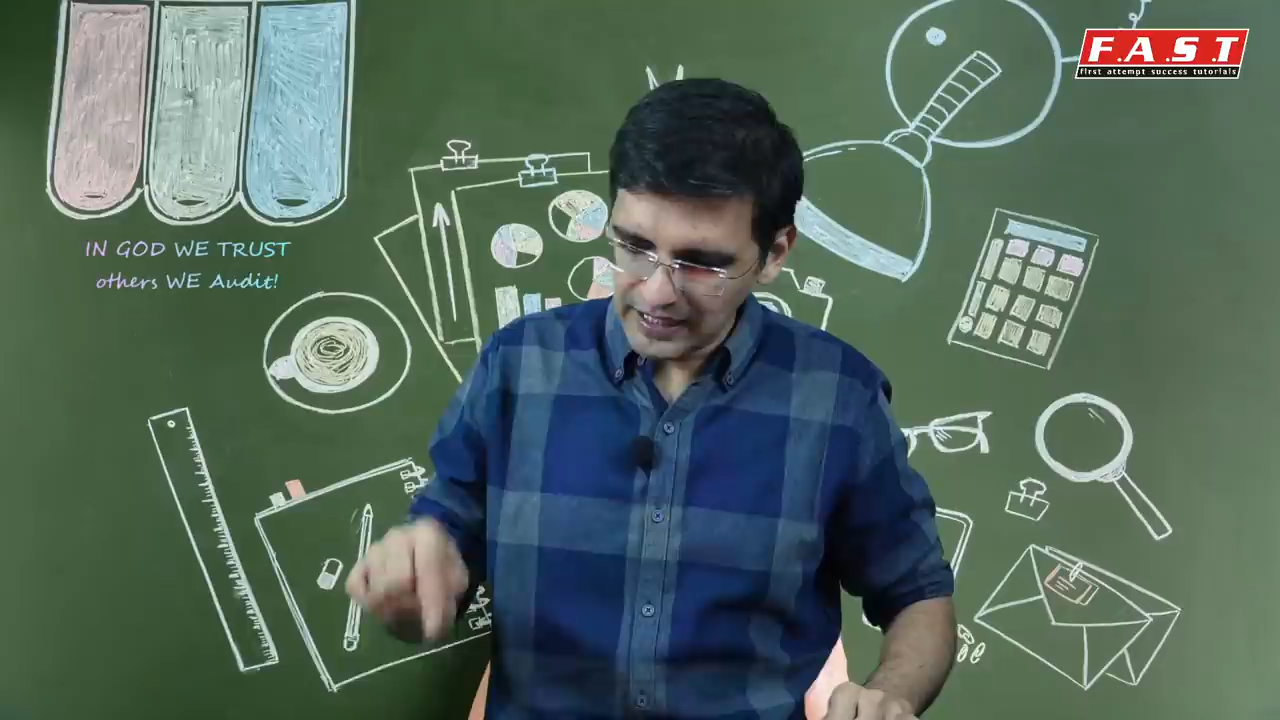 F.A.S.T
first attempt success tutorials
IN GOD WE TRUST
others WE Audit!